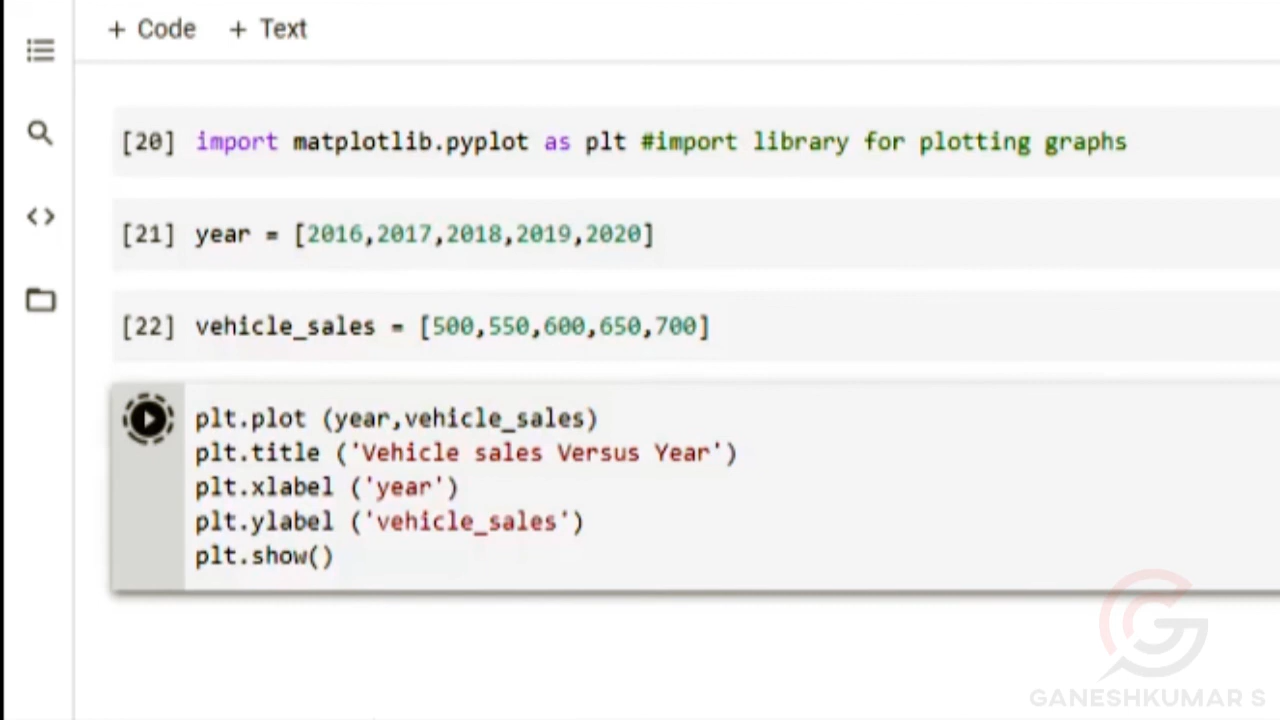 + Code + Text
[20] import matplotlib.pyplot as plt #import library for plotting graphs
[21] year = [2016,2017,2018,2019,2020]
[22] vehicle_sales = [500,550,600,650,700]
plt.plot (year,vehicle_sales)
plt.title ('Vehicle sales Versus Year')
plt.xlabel ('year')
plt.ylabel ('vehicle_sales')
plt.show()
GANESHKUMAR S